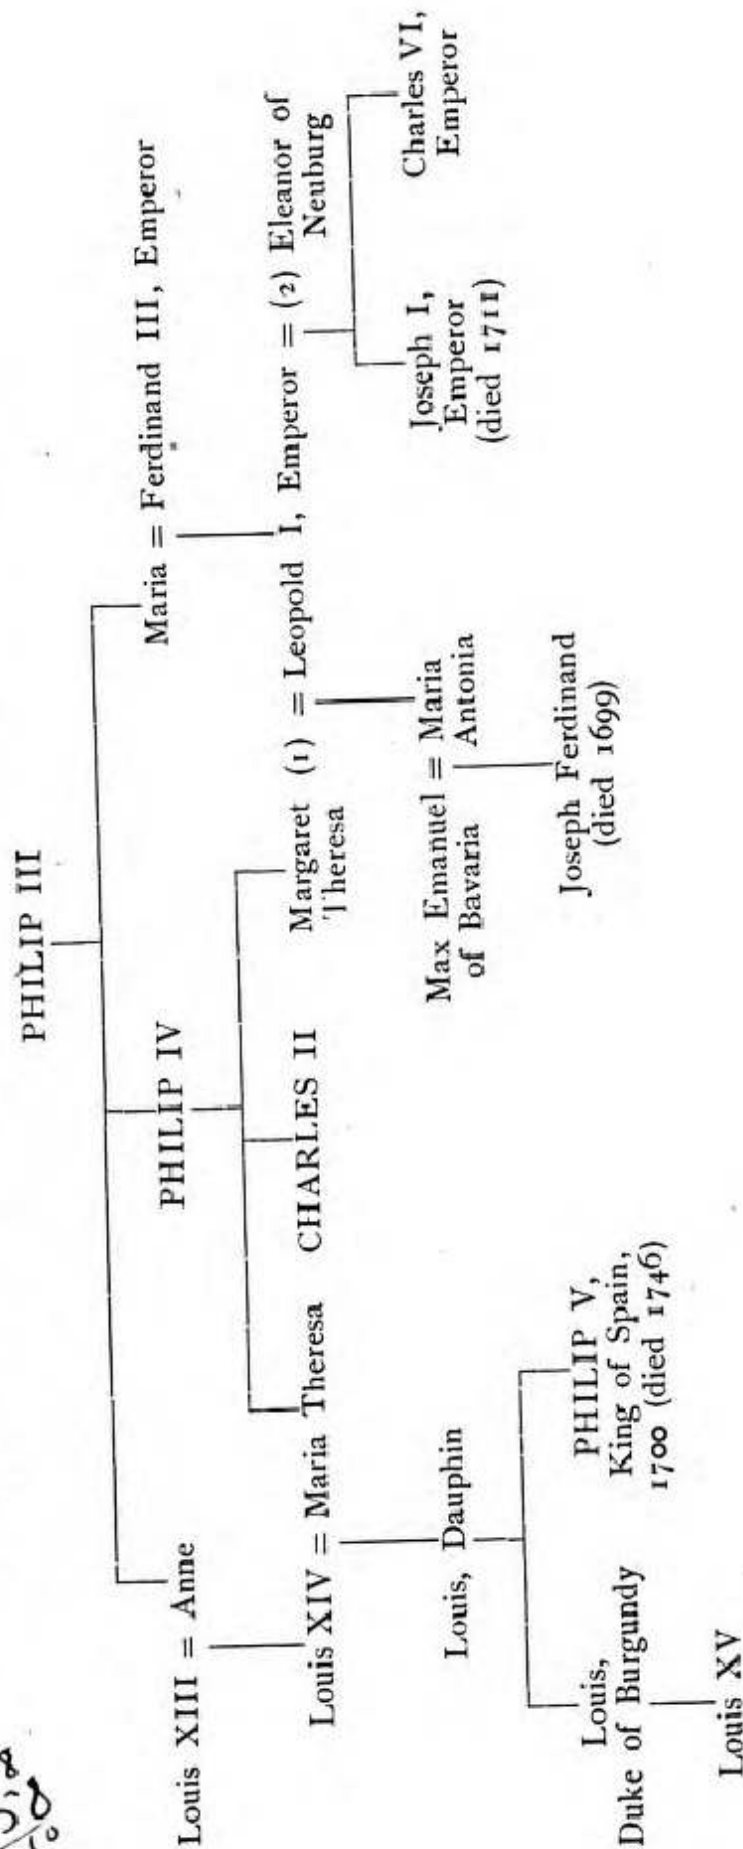 PHILIP III
Louis XIII = Anne
PHILIP IV
Maria = Ferdinand III, Emperor
Louis XIV = Maria Theresa
CHARLES II
Margaret (1) = Leopold I, Emperor = (2) Eleanor of
Theresa
Neuburg
Louis, Dauphin
Max Emanuel = Maria
of Bavaria
Antonia
Joseph I,
Emperor
(died 1711)
Charles VI,
Emperor
Louis,
Duke of Burgundy
PHILIP V,
King of Spain,
1700 (died 1746)
Joseph Ferdinand
(died 1699)
Louis XV